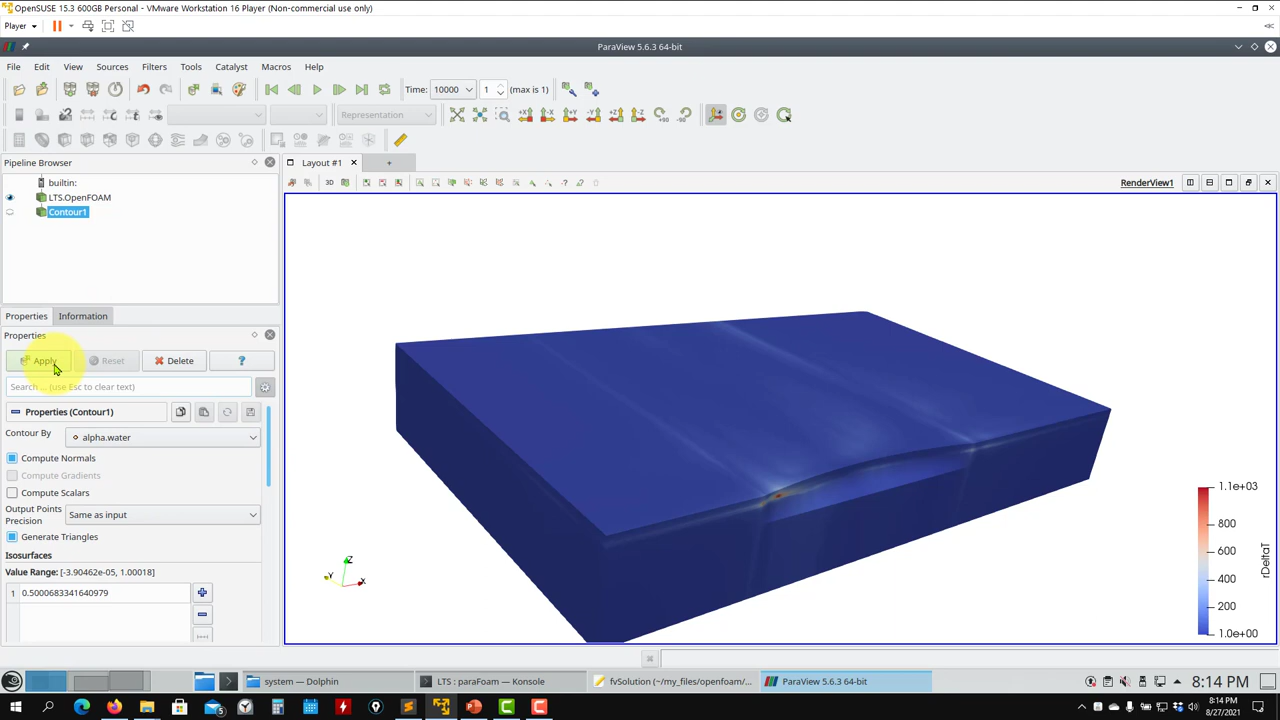 OpenSUSE 15.3 600GB Personal - VMware Workstation 16 Player (Non-commercial use only)
Player
ParaView 5.6.3 64-bit
File Edit View Sources Filters Tools Catalyst Macros Help
Time: 10000 1 (max is 1)
Representation
+X -X +Y -Y +Z -Z +90 -90
Pipeline Browser
Layout #1
+
builtin:
3D
RenderView1
LTS.OpenFOAM
Contour1
Properties Information
Properties
Apply Reset Delete ?
Search ... (use Esc to clear text)
Properties (Contour1)
Contour By alpha.water
Compute Normals
Compute Gradients
Compute Scalars
Output Points
Precision
Same as input
Generate Triangles
Isosurfaces
Value Range: [-3.90462e-05, 1.00018]
1 0.5000683341640979
Z
Y
X
1.1e+03
800
600
400
200
1.0e+00
rDeltaT
system — Dolphin
LTS : paraFoam — Konsole
fvSolution (~/my_files/openfoam/...
ParaView 5.6.3 64-bit
8:14 PM
8:14 PM
8/27/2021